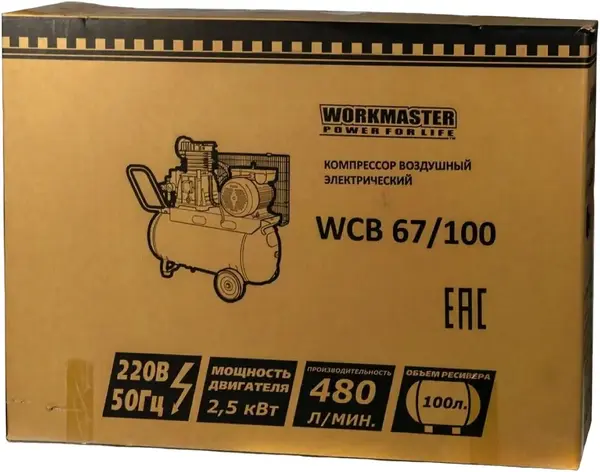 WORKMASTER
POWER FOR LIFE
™
КОМПРЕССОР ВОЗДУШНЫЙ
ЭЛЕКТРИЧЕСКИЙ
WCB 67/100
EAC
220В
50Гц
МОЩНОСТЬ
ДВИГАТЕЛЯ
2,5 кВт
ПРОИЗВОДИТЕЛЬНОСТЬ
480
Л/МИН.
ОБЪЕМ РЕСИВЕРА
100л.